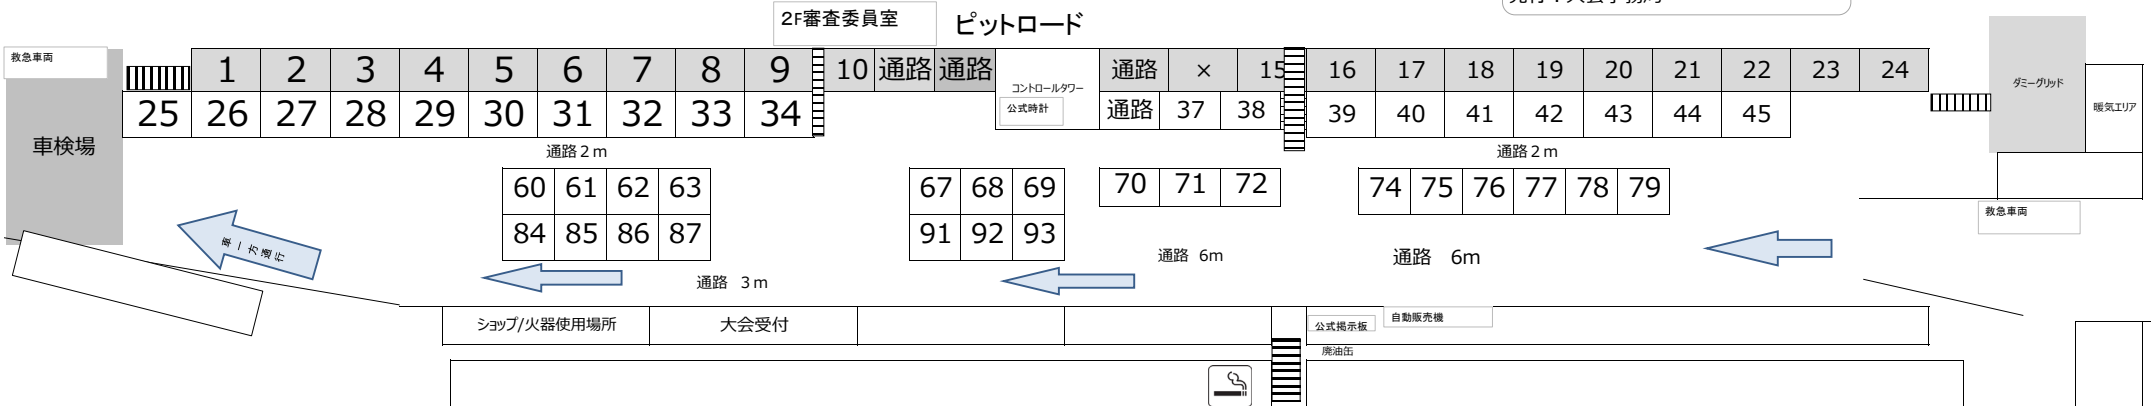 2F審査委員室
ピットロード
救急車両
1 2 3 4 5 6 7 8 9 10 通路 通路
コントロールタワー
公式時計
通路 × 15 16 17 18 19 20 21 22 23 24
ダミーグリッド
暖気エリア
25 26 27 28 29 30 31 32 33 34
通路 37 38 39 40 41 42 43 44 45
車検場
通路2m
通路2m
60 61 62 63 67 68 69 70 71 72 74 75 76 77 78 79
84 85 86 87 91 92 93
救急車両
車一方通行
通路 6m
通路 6m
通路 3m
ショップ/火器使用場所
大会受付
公式掲示板
自動販売機
廃油缶